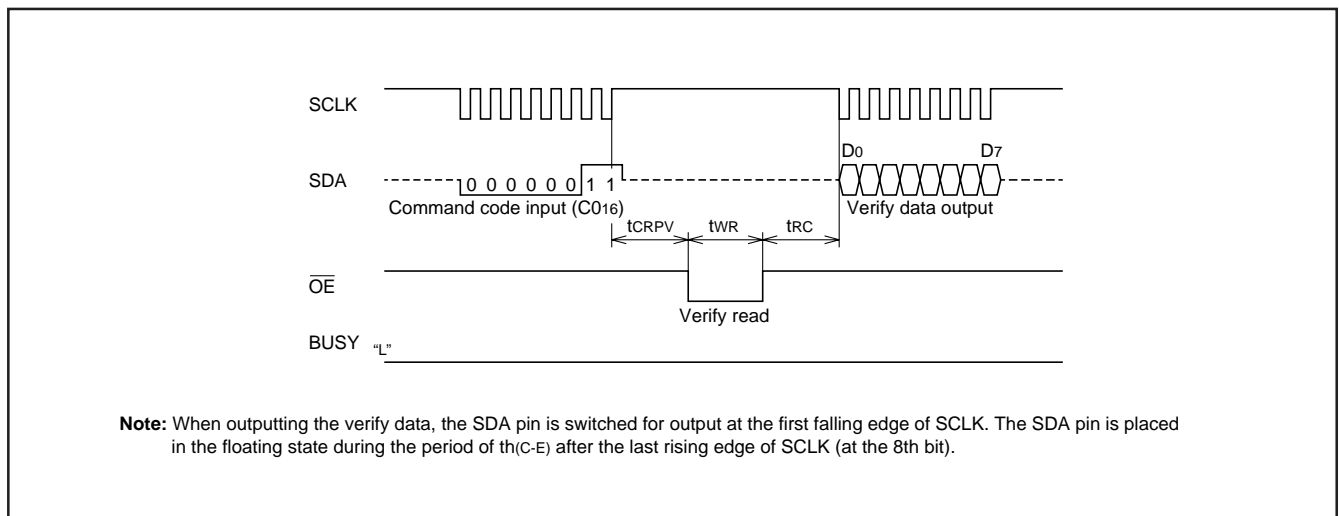 SCLK
D0 D7
SDA
0 0 0 0 0 0 1 1
Command code input (C016) Verify data output
tCRPV tWR tRC
OE
Verify read
BUSY “L”
Note: When outputting the verify data, the SDA pin is switched for output at the first falling edge of SCLK. The SDA pin is placed
in the floating state during the period of th(C-E) after the last rising edge of SCLK (at the 8th bit).